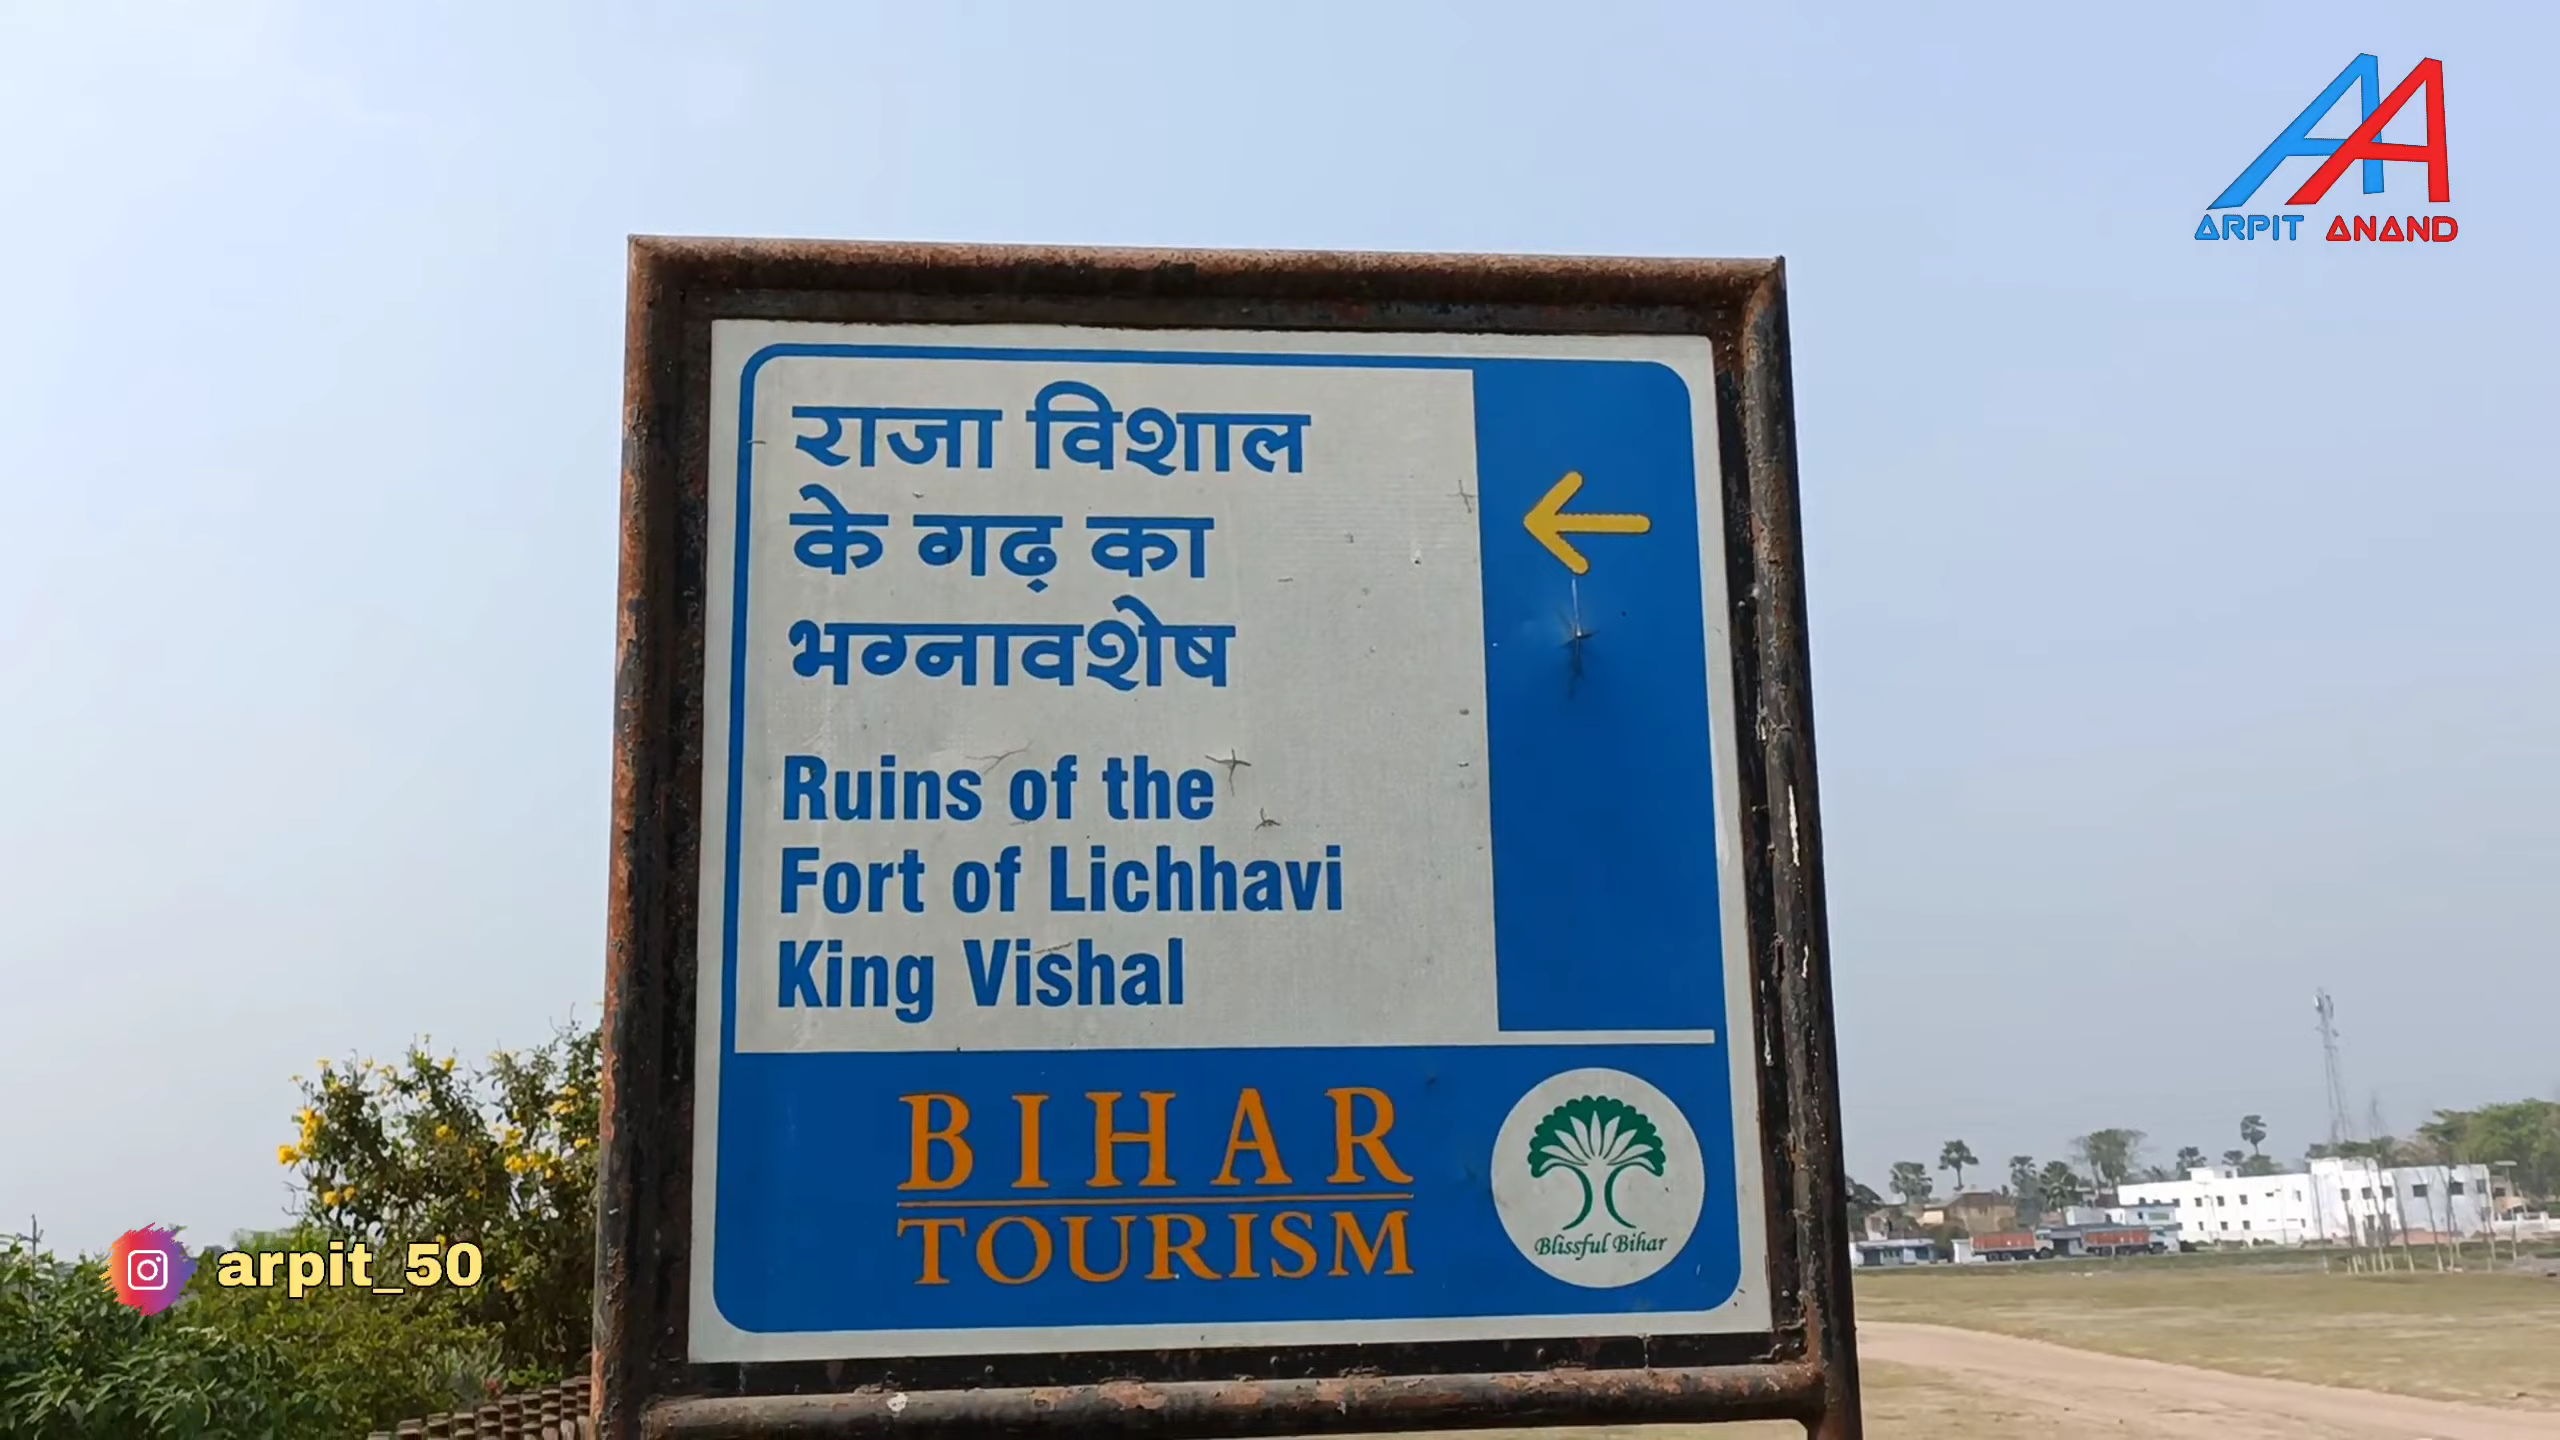 ARPIT ANAND
राजा विशाल
के गढ़ का
भग्नावशेष
Ruins of the
Fort of Lichhavi
King Vishal
BIHAR
TOURISM
Blissful Bihar
arpit_50